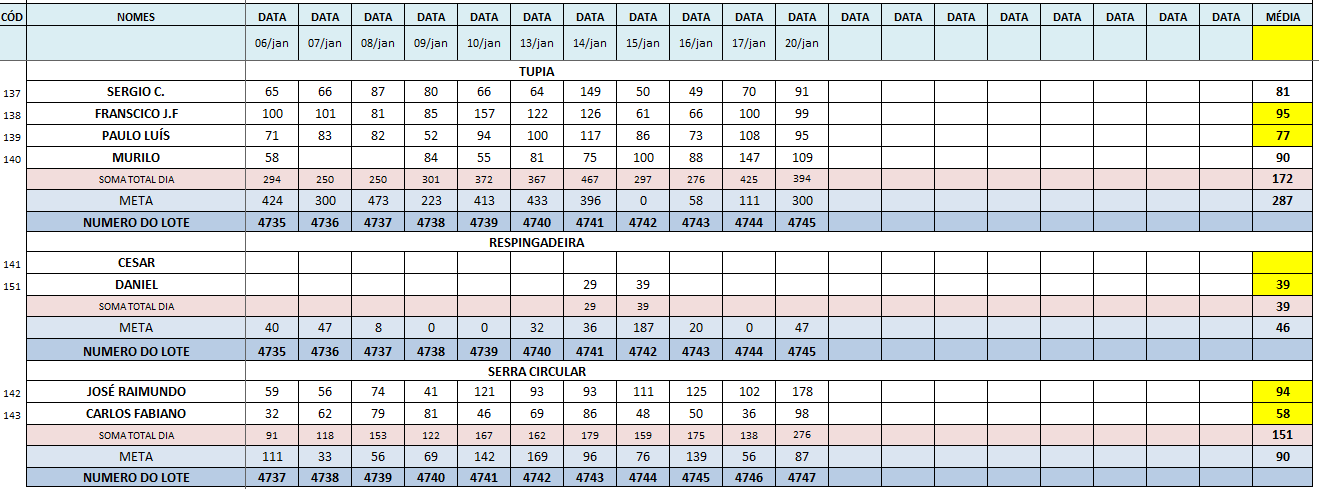 CÓD NOMES DATA DATA DATA DATA DATA DATA DATA DATA DATA DATA DATA DATA DATA DATA DATA DATA DATA DATA DATA MÉDIA
06/jan 07/jan 08/jan 09/jan 10/jan 13/jan 14/jan 15/jan 16/jan 17/jan 20/jan
TUPIA
137 SERGIO C. 65 66 87 80 66 64 149 50 49 70 91 81
138 FRANSCICO J.F 100 101 81 85 157 122 126 61 66 100 99 95
139 PAULO LUÍS 71 83 82 52 94 100 117 86 73 108 95 77
140 MURILO 58 84 55 81 75 100 88 147 109 90
SOMA TOTAL DIA 294 250 250 301 372 367 467 297 276 425 394 172
META 424 300 473 223 413 433 396 0 58 111 300 287
NUMERO DO LOTE 4735 4736 4737 4738 4739 4740 4741 4742 4743 4744 4745
RESPINGADEIRA
141 CESAR
151 DANIEL 29 39 39
SOMA TOTAL DIA 29 39 39
META 40 47 8 0 0 32 36 187 20 0 47 46
NUMERO DO LOTE 4735 4736 4737 4738 4739 4740 4741 4742 4743 4744 4745
SERRA CIRCULAR
142 JOSÉ RAIMUNDO 59 56 74 41 121 93 93 111 125 102 178 94
143 CARLOS FABIANO 32 62 79 81 46 69 86 48 50 36 98 58
SOMA TOTAL DIA 91 118 153 122 167 162 179 159 175 138 276 151
META 111 33 56 69 142 169 96 76 139 56 87 90
NUMERO DO LOTE 4737 4738 4739 4740 4741 4742 4743 4744 4745 4746 4747